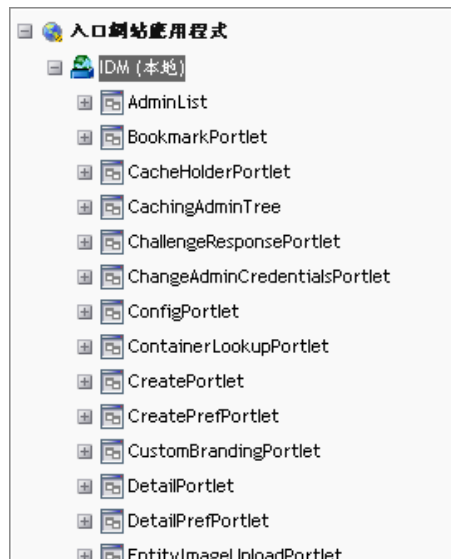 入口網站應用程式
IDM (本地)
AdminList
BookmarkPortlet
CacheHolderPortlet
CachingAdminTree
ChallengeResponsePortlet
ChangeAdminCredentialsPortlet
ConfigPortlet
ContainerLookupPortlet
CreatePortlet
CreatePrefPortlet
CustomBrandingPortlet
DetailPortlet
DetailPrefPortlet
EntityImageUploadPortlet